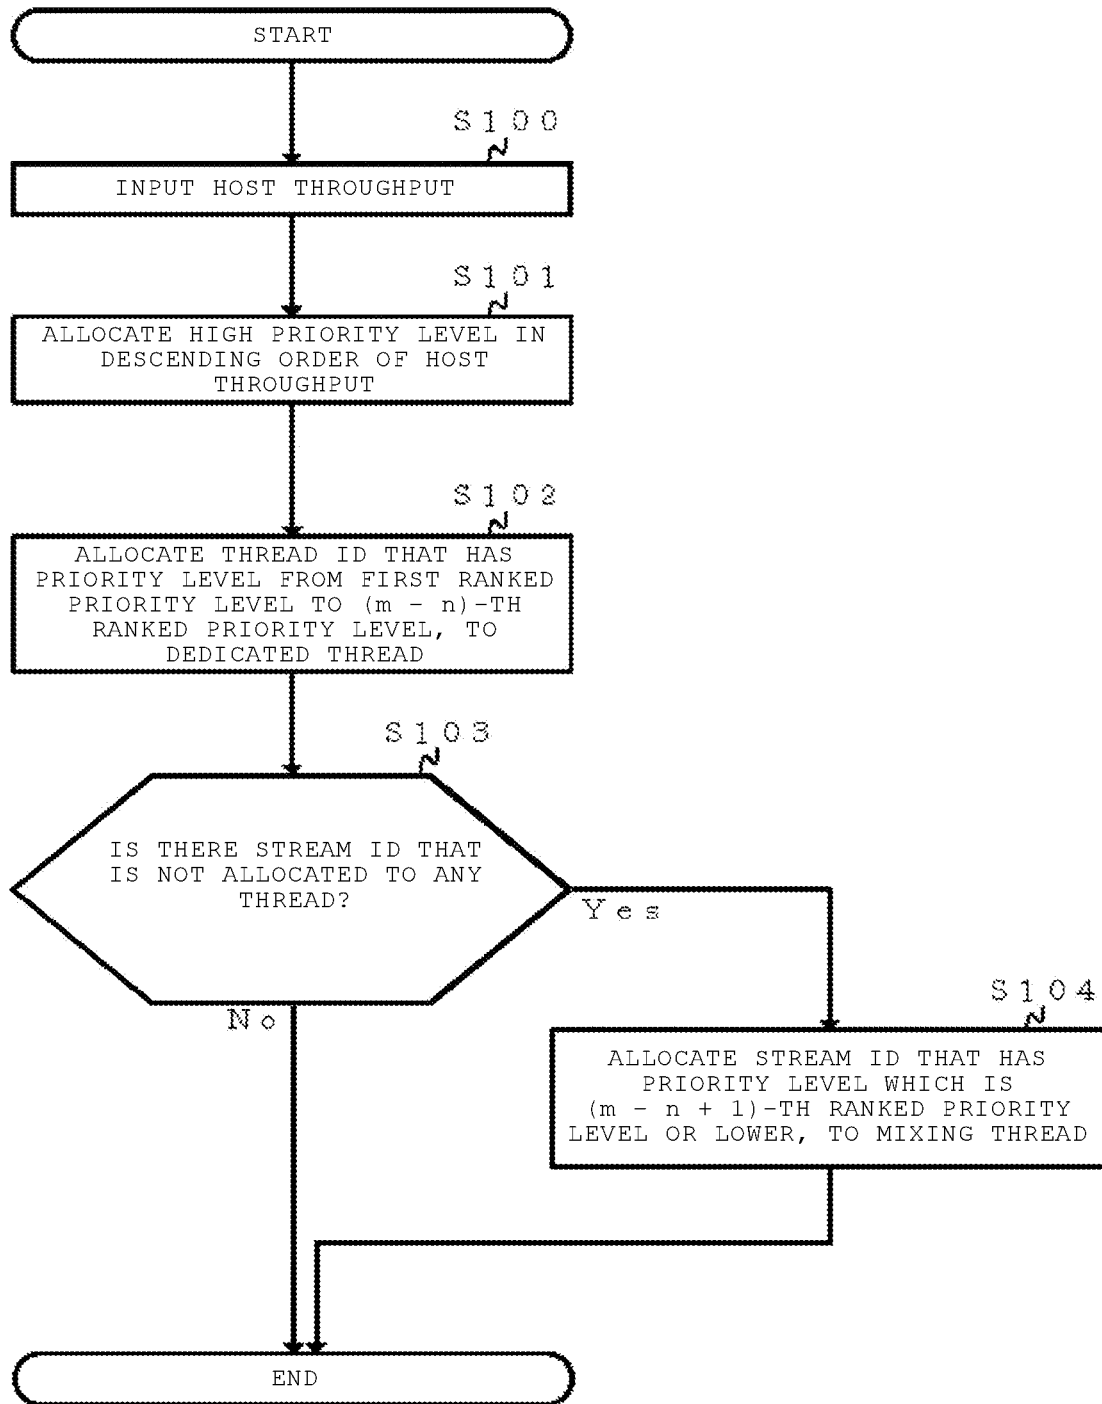 START
S100
INPUT HOST THROUGHPUT
S101
ALLOCATE HIGH PRIORITY LEVEL IN
DESCENDING ORDER OF HOST
THROUGHPUT
S102
ALLOCATE THREAD ID THAT HAS
PRIORITY LEVEL FROM FIRST RANKED
PRIORITY LEVEL TO (m - n)-TH
RANKED PRIORITY LEVEL, TO
DEDICATED THREAD
S103
IS THERE STREAM ID THAT
IS NOT ALLOCATED TO ANY
THREAD?
Yes
No
S104
ALLOCATE STREAM ID THAT HAS
PRIORITY LEVEL WHICH IS
(m - n + 1)-TH RANKED PRIORITY
LEVEL OR LOWER, TO MIXING THREAD
END